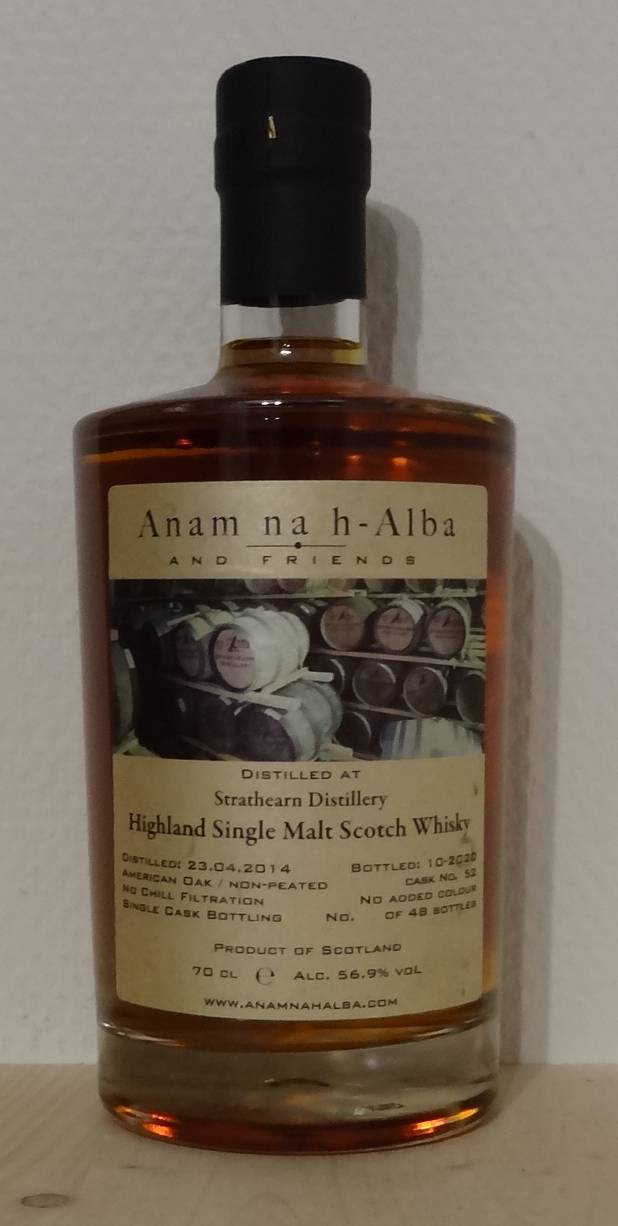 Anam na h-Alba
AND FRIENDS
DISTILLED AT
Strathearn Distillery
Highland Single Malt Scotch Whisky
DISTILLED: 23.04.2014 BOTTLED: 10-2020
AMERICAN OAK / NON-PEATED CASK NO. 52
NO CHILL FILTRATION NO ADDED COLOUR
SINGLE CASK BOTTLING NO. OF 48 BOTTLES
PRODUCT OF SCOTLAND
70 CL ℮ ALC. 56.9% VOL
WWW.ANAMNAHALBA.COM